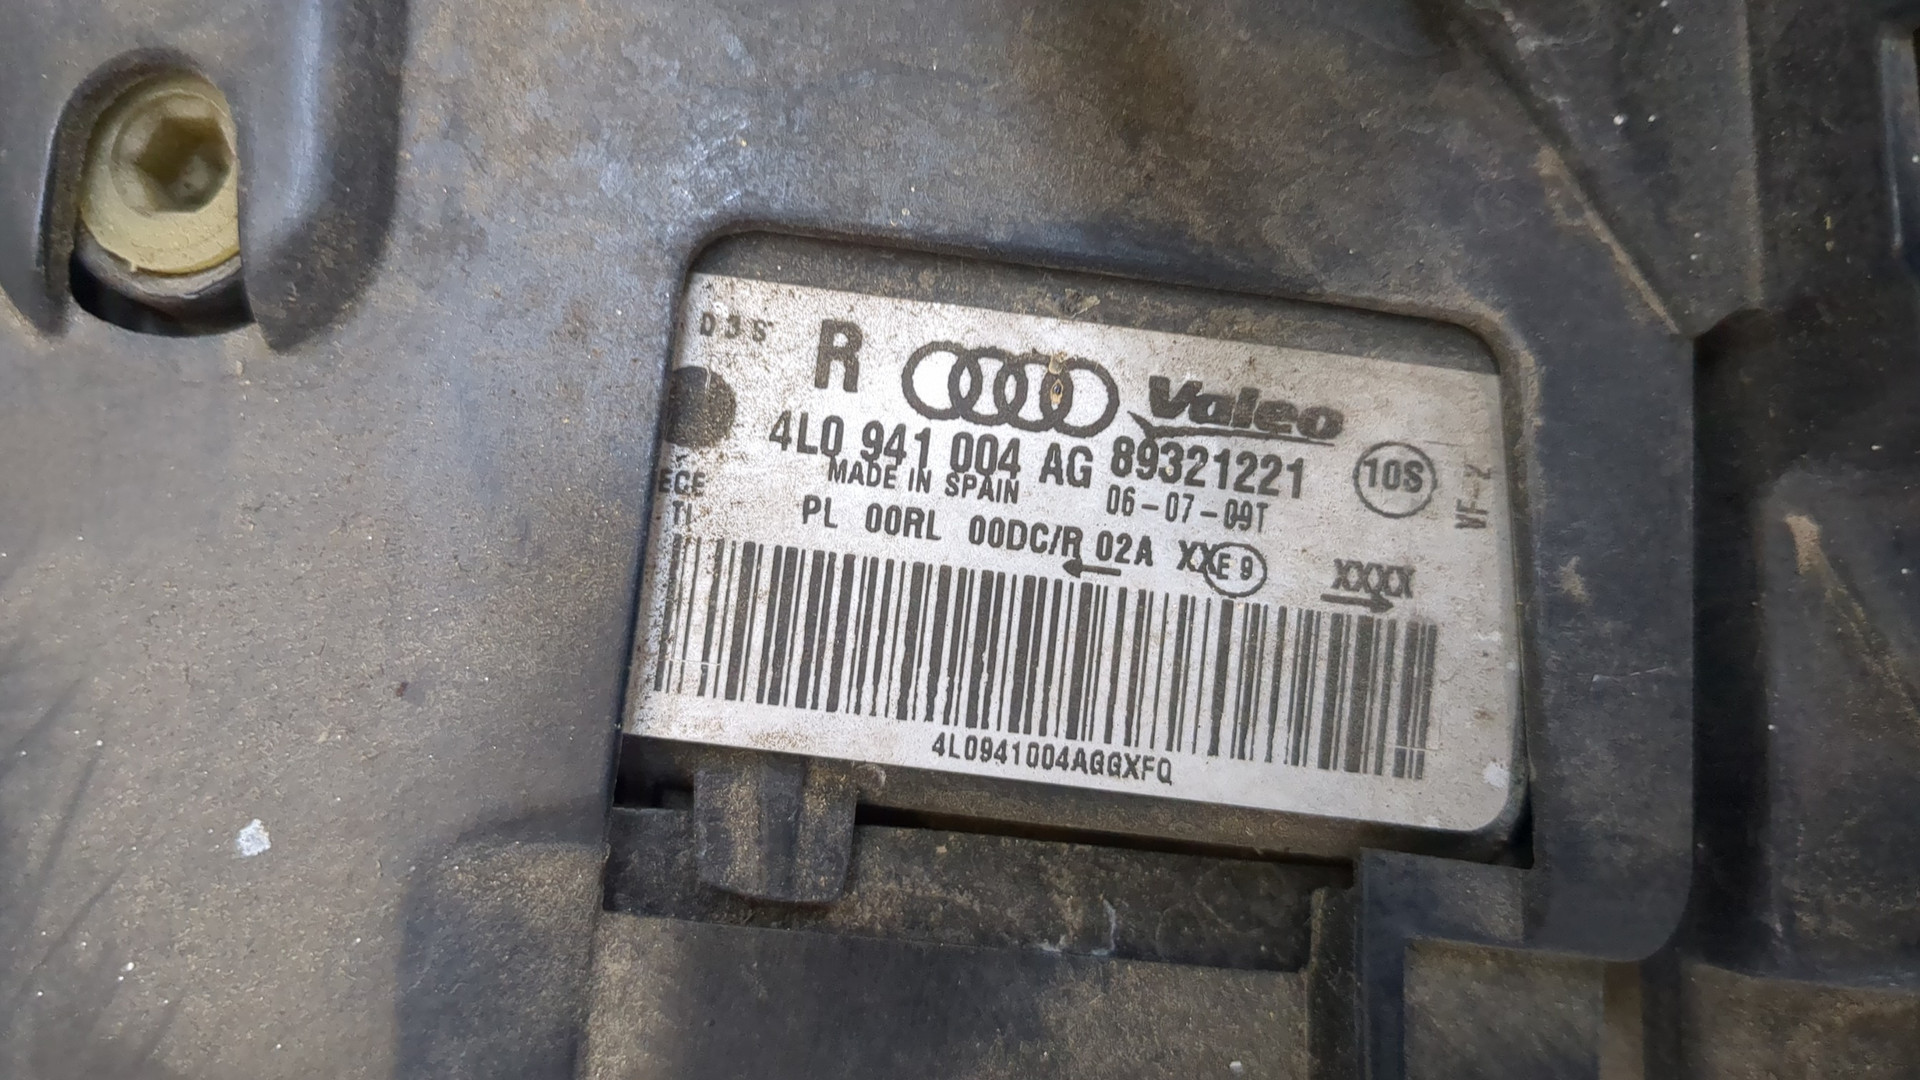 D3S R Valeo
4L0 941 004 AG 89321221 10S
MADE IN SPAIN 06-07-09T VF-2
ECE
TI
PL 00RL 00DC/R 02A XX E9 XXXX
4L0941004AGGXFQ